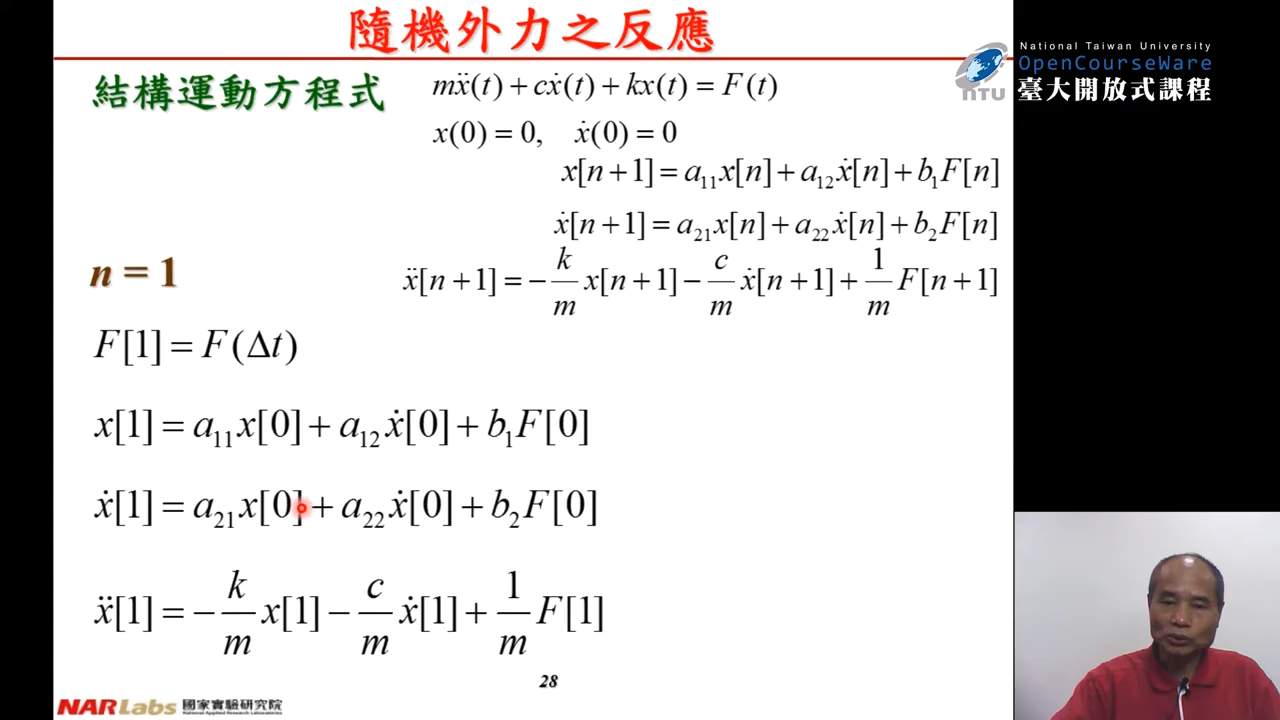 隨機外力之反應
National Taiwan University
OpenCourseWare
NTU 臺大開放式課程
結構運動方程式
mẍ(t) + cẋ(t) + kx(t) = F(t)
x(0) = 0, ẋ(0) = 0
x[n+1] = a₁₁x[n] + a₁₂ẋ[n] + b₁F[n]
ẋ[n+1] = a₂₁x[n] + a₂₂ẋ[n] + b₂F[n]
ẍ[n+1] = −k/m x[n+1] − c/m ẋ[n+1] + 1/m F[n+1]
n = 1
F[1] = F(Δt)
x[1] = a₁₁x[0] + a₁₂ẋ[0] + b₁F[0]
ẋ[1] = a₂₁x[0] + a₂₂ẋ[0] + b₂F[0]
ẍ[1] = −k/m x[1] − c/m ẋ[1] + 1/m F[1]
28
NARLabs 國家實驗研究院